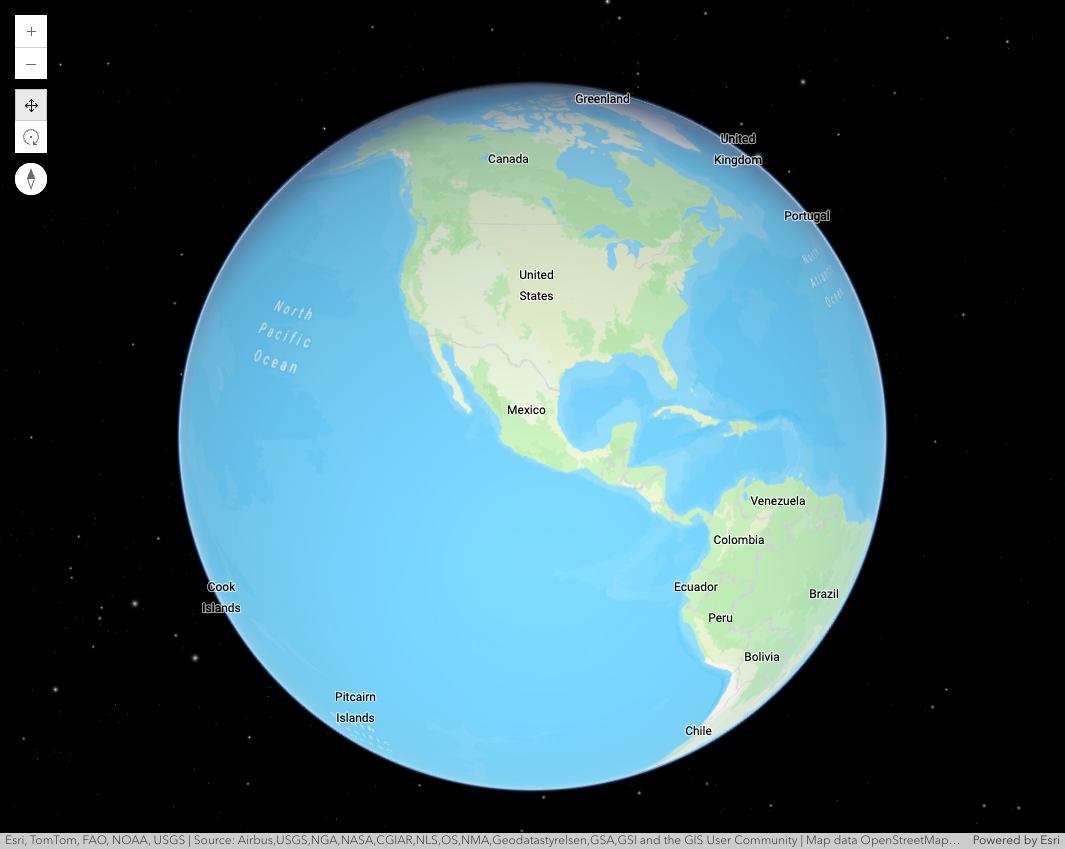 Greenland
United
Kingdom
Canada
Portugal
North
Atlantic
Ocean
United
States
North
Pacific
Ocean
Mexico
Venezuela
Colombia
Cook
Islands
Ecuador
Brazil
Peru
Bolivia
Pitcairn
Islands
Chile
Esri, TomTom, FAO, NOAA, USGS | Source: Airbus,USGS,NGA,NASA,CGIAR,NLS,OS,NMA,Geodatastyrelsen,GSA,GSI and the GIS User Community | Map data OpenStreetMap… Powered by Esri